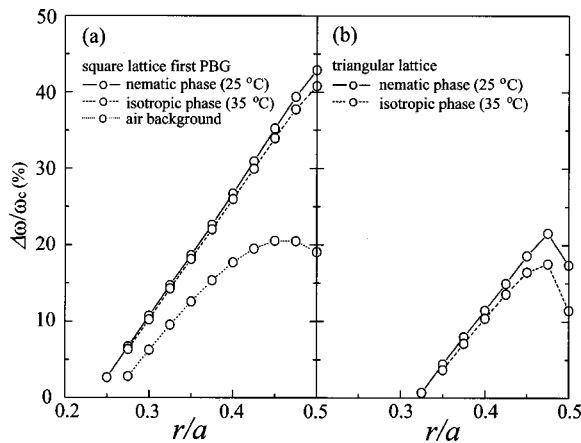 (a)
square lattice first PBG
nematic phase (25 °C)
isotropic phase (35 °C)
air background
(b)
triangular lattice
nematic phase (25 °C)
isotropic phase (35 °C)
Δω/ωc (%)
50
40
30
20
10
0
0.2
0.3
0.4
0.5
0.3
0.4
0.5
r/a
r/a